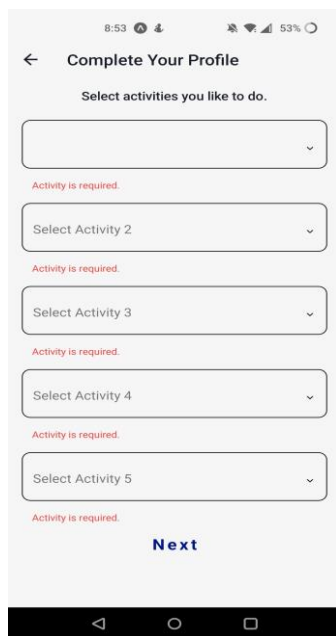 8:53
53%
Complete Your Profile
Select activities you like to do.
Activity is required.
Select Activity 2
Activity is required.
Select Activity 3
Activity is required.
Select Activity 4
Activity is required.
Select Activity 5
Activity is required.
Next